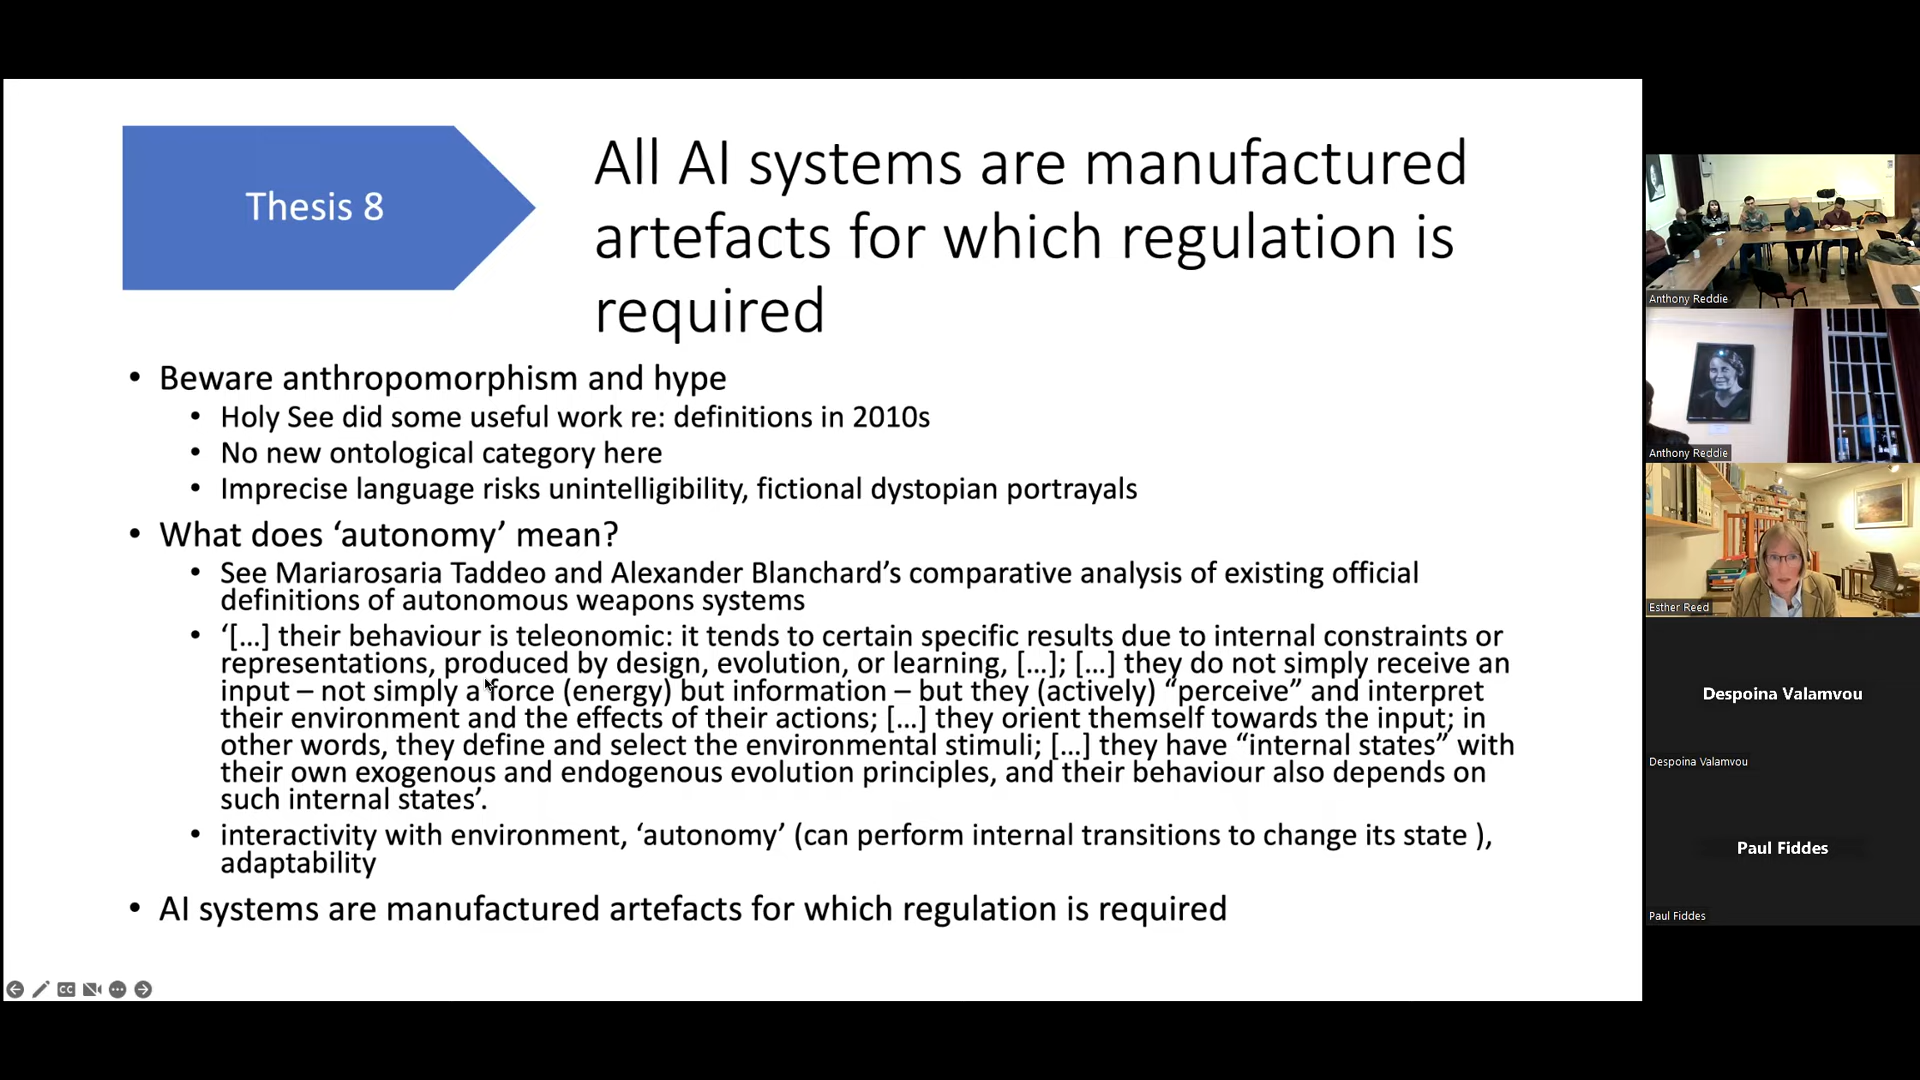 Thesis 8
All AI systems are manufactured
artefacts for which regulation is
required
• Beware anthropomorphism and hype
• Holy See did some useful work re: definitions in 2010s
• No new ontological category here
• Imprecise language risks unintelligibility, fictional dystopian portrayals
• What does ‘autonomy’ mean?
• See Mariarosaria Taddeo and Alexander Blanchard’s comparative analysis of existing official
definitions of autonomous weapons systems
• ‘[…] their behaviour is teleonomic: it tends to certain specific results due to internal constraints or
representations, produced by design, evolution, or learning, […]; […] they do not simply receive an
input – not simply a force (energy) but information – but they (actively) “perceive” and interpret
their environment and the effects of their actions; […] they orient themself towards the input; in
other words, they define and select the environmental stimuli; […] they have “internal states” with
their own exogenous and endogenous evolution principles, and their behaviour also depends on
such internal states’.
• interactivity with environment, ‘autonomy’ (can perform internal transitions to change its state ),
adaptability
• AI systems are manufactured artefacts for which regulation is required
CC
Anthony Reddie
Anthony Reddie
Esther Reed
Despoina Valamvou
Despoina Valamvou
Paul Fiddes
Paul Fiddes